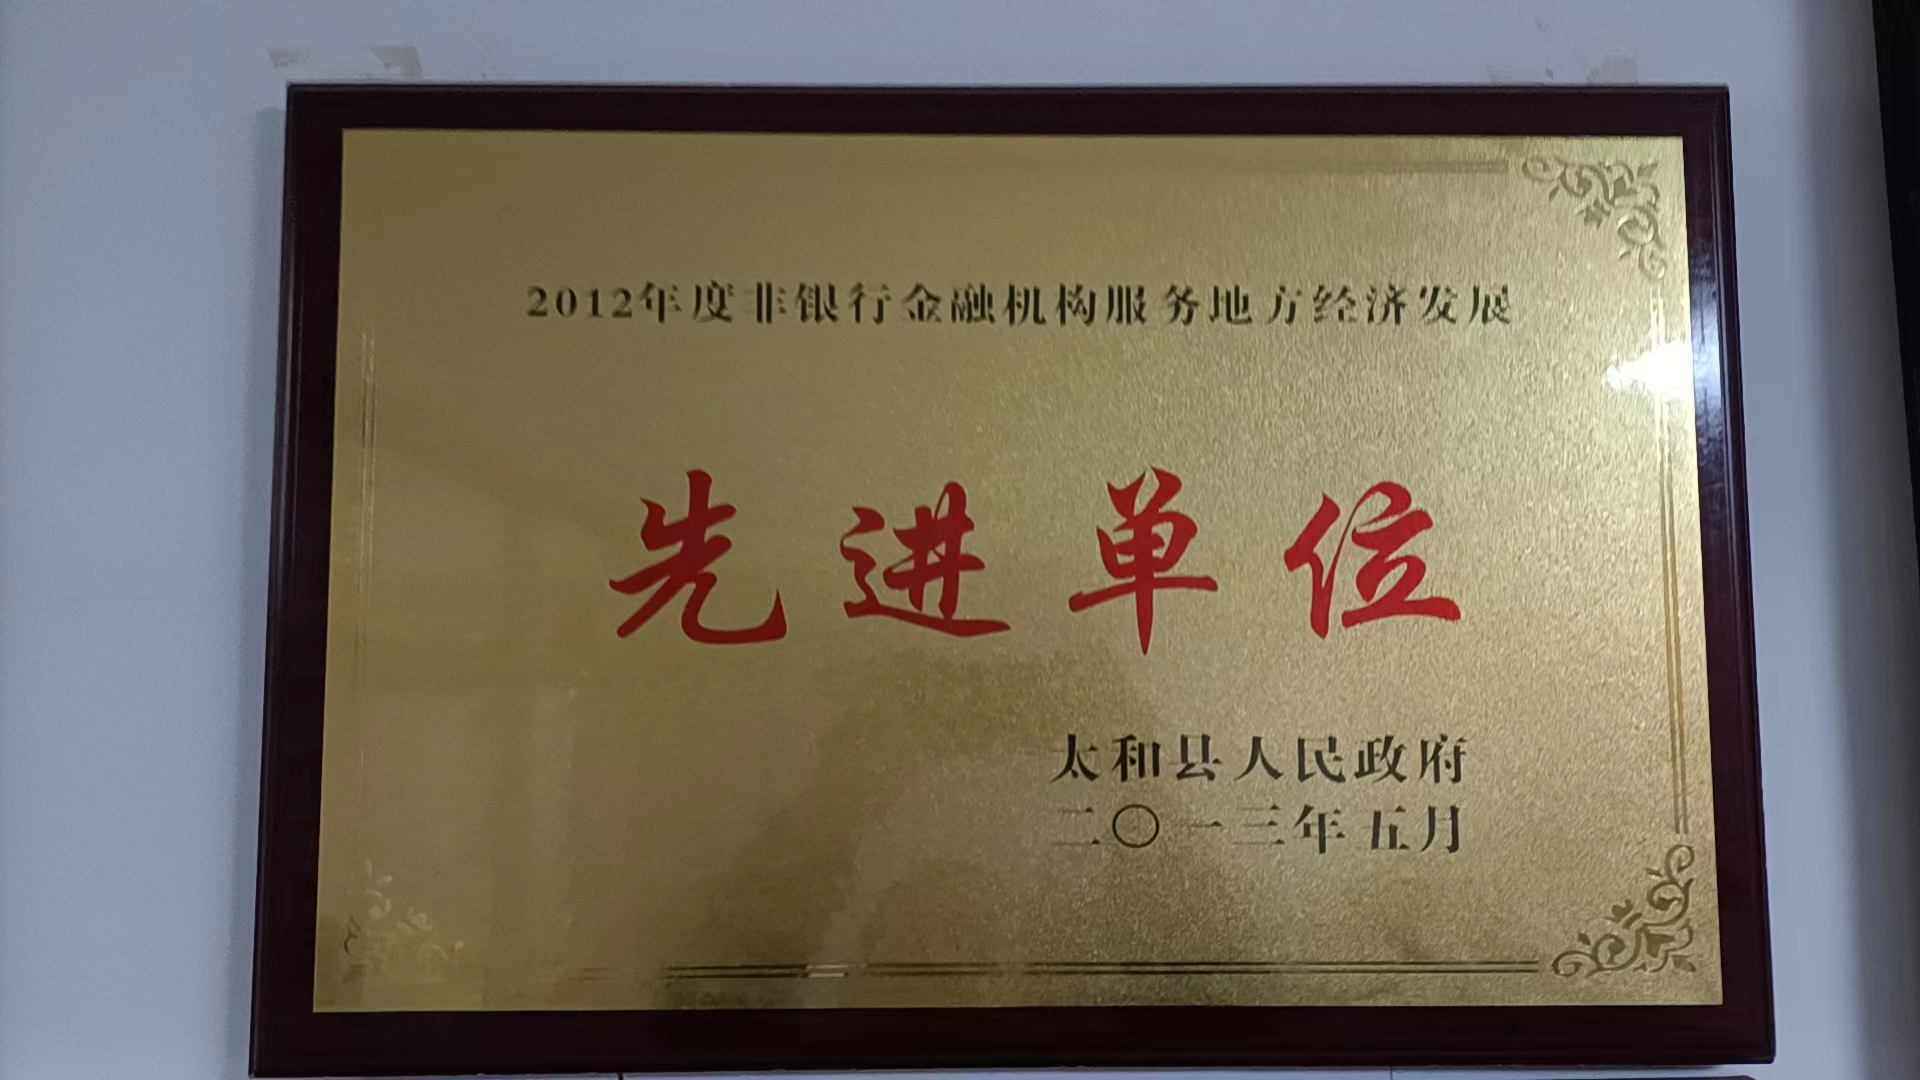 2012年度非银行金融机构服务地方经济发展
先进单位
太和县人民政府
二〇一三年五月